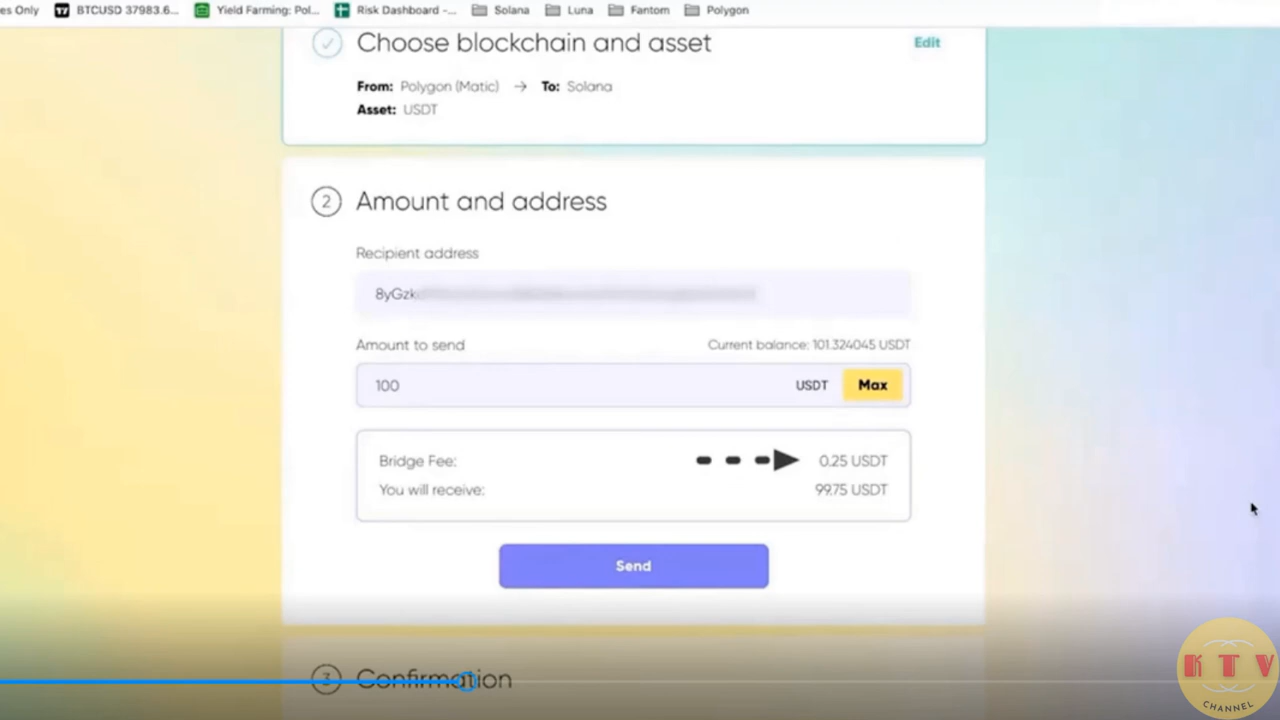 es Only BTCUSD 37983.6... Yield Farming: Pol... Risk Dashboard -... Solana Luna Fantom Polygon
Choose blockchain and asset Edit
From: Polygon (Matic) → To: Solana
Asset: USDT
2 Amount and address
Recipient address
8yGzk
Amount to send Current balance: 101.324045 USDT
100 USDT Max
Bridge Fee: 0.25 USDT
You will receive: 99.75 USDT
Send
3 Confirmation
KTV
CHANNEL